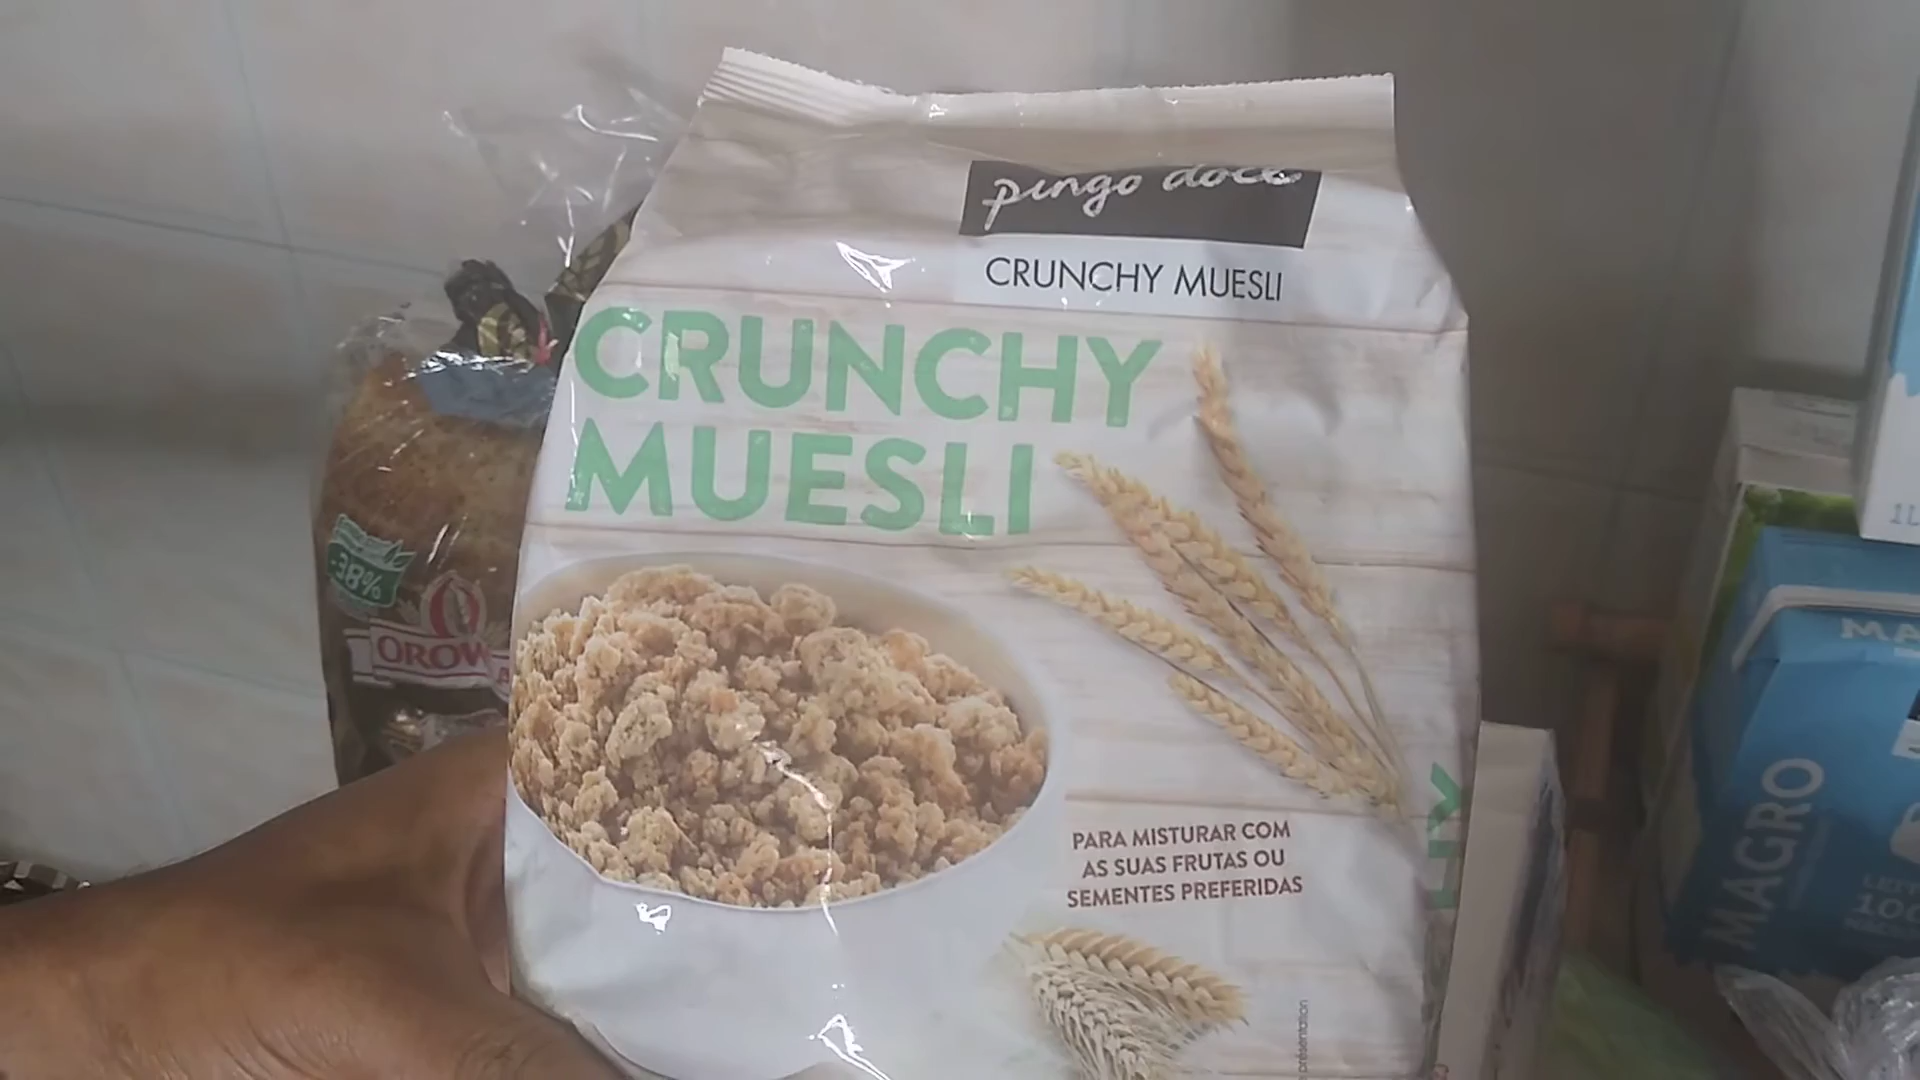 pingo doce
CRUNCHY MUESLI
CRUNCHY
MUESLI
PARA MISTURAR COM
AS SUAS FRUTAS OU
SEMENTES PREFERIDAS
-38%
MAGRO